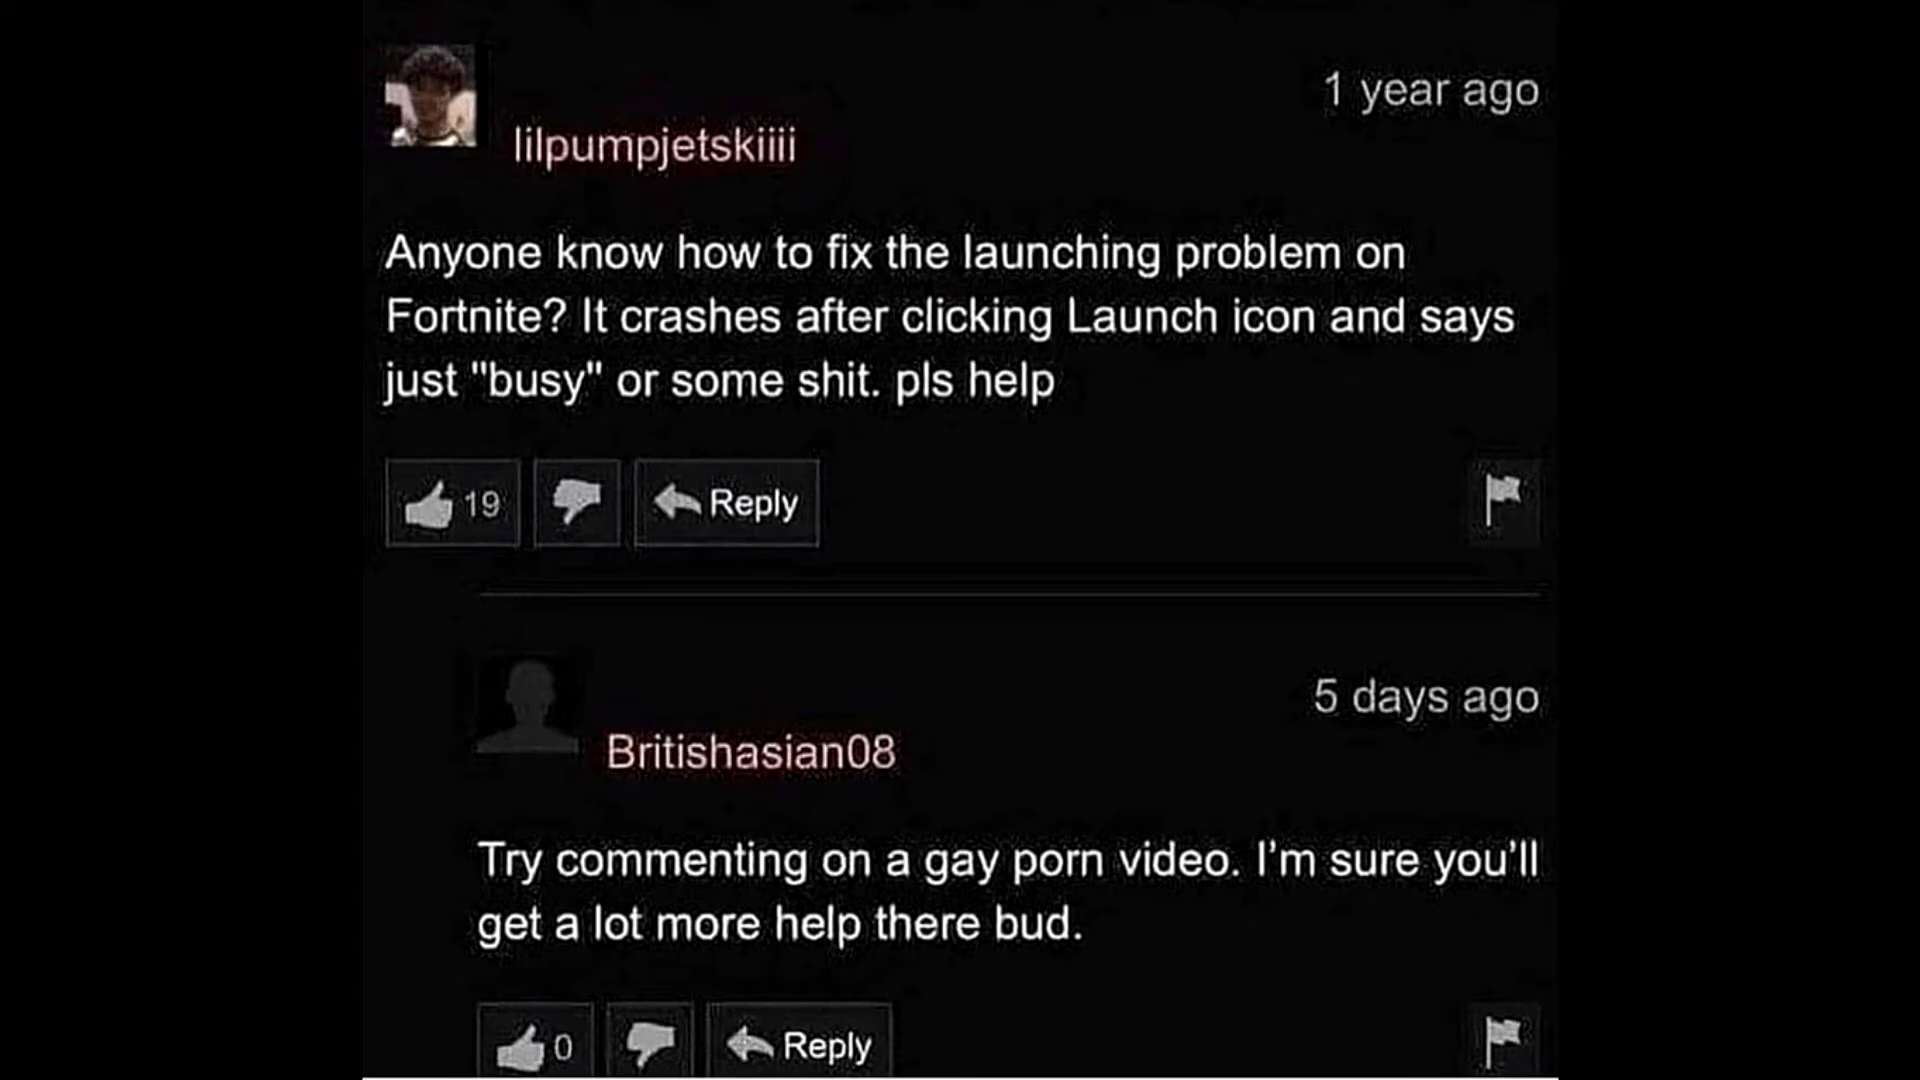 1 year ago
lilpumpjetskiiii
Anyone know how to fix the launching problem on
Fortnite? It crashes after clicking Launch icon and says
just "busy" or some shit. pls help
19
Reply
5 days ago
Britishasian08
Try commenting on a gay porn video. I'm sure you'll
get a lot more help there bud.
0
Reply